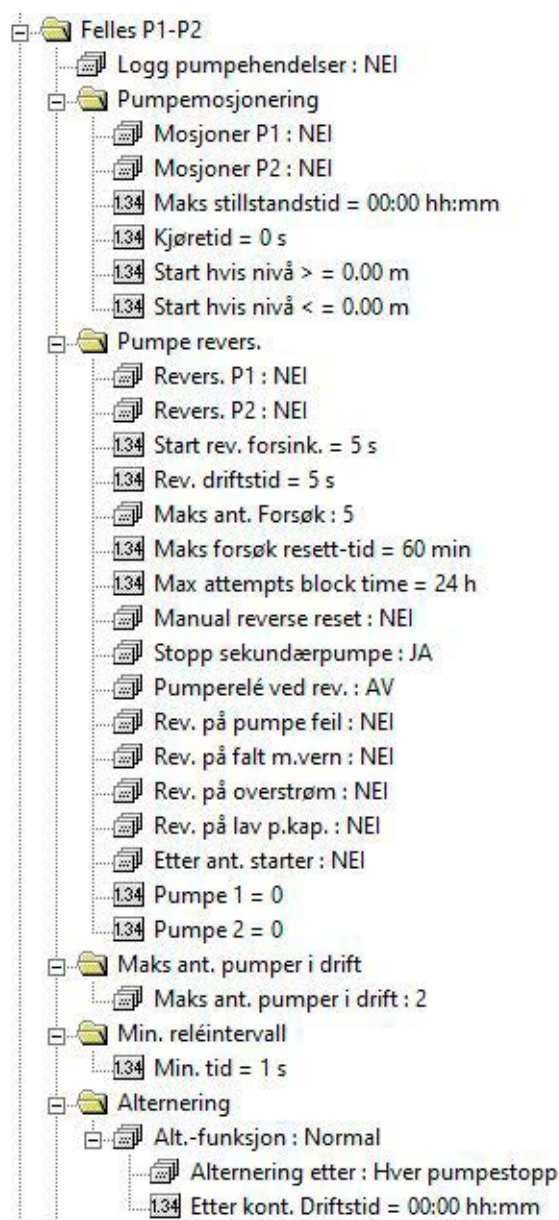 Felles P1-P2
Logg pumpehendelser : NEI
Pumpemosjonering
Mosjoner P1 : NEI
Mosjoner P2 : NEI
1.34 Maks stillstandstid = 00:00 hh:mm
1.34 Kjøretid = 0 s
1.34 Start hvis nivå > = 0.00 m
1.34 Start hvis nivå < = 0.00 m
Pumpe revers.
Revers. P1 : NEI
Revers. P2 : NEI
1.34 Start rev. forsink. = 5 s
1.34 Rev. driftstid = 5 s
Maks ant. Forsøk : 5
1.34 Maks forsøk resett-tid = 60 min
1.34 Max attempts block time = 24 h
Manual reverse reset : NEI
Stopp sekundærpumpe : JA
Pumperelé ved rev. : AV
Rev. på pumpe feil : NEI
Rev. på falt m.vern : NEI
Rev. på overstrøm : NEI
Rev. på lav p.kap. : NEI
Etter ant. starter : NEI
1.34 Pumpe 1 = 0
1.34 Pumpe 2 = 0
Maks ant. pumper i drift
Maks ant. pumper i drift : 2
Min. reléintervall
1.34 Min. tid = 1 s
Alternering
Alt.-funksjon : Normal
Alternering etter : Hver pumpestopp
1.34 Etter kont. Driftstid = 00:00 hh:mm